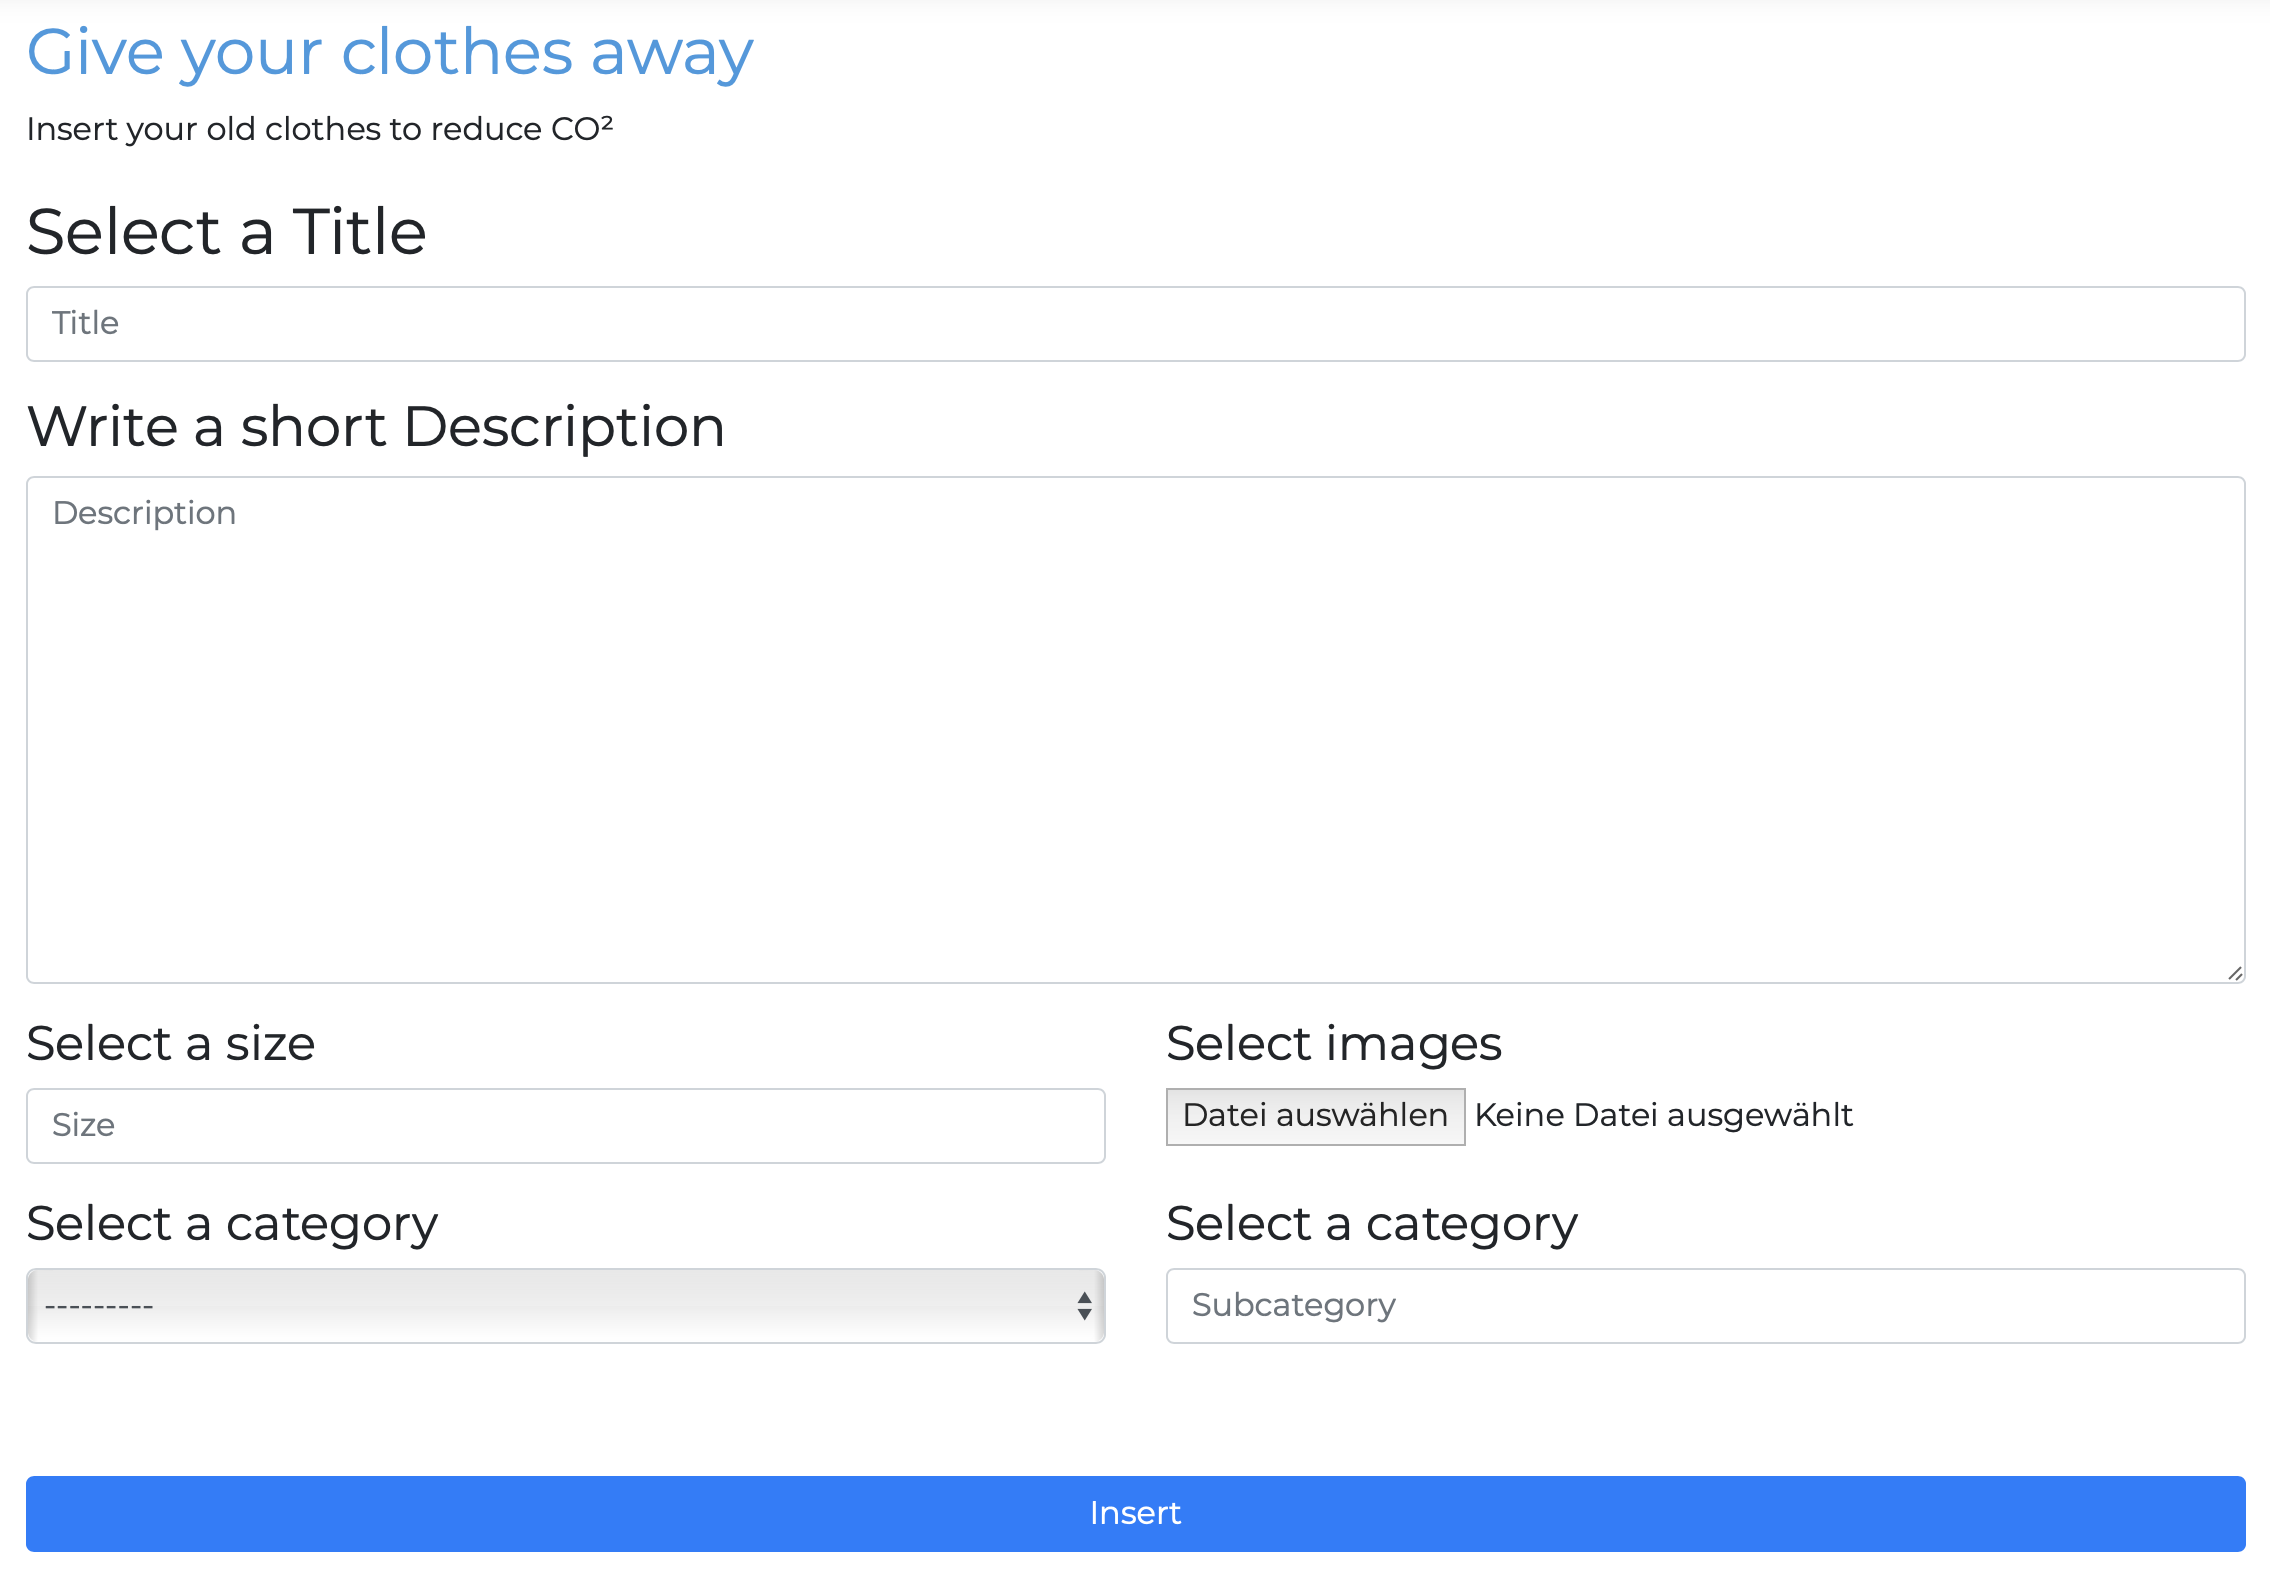 Give your clothes away
Insert your old clothes to reduce CO²
Select a Title
Title
Write a short Description
Description
Select a size
Select images
Size
Datei auswählen Keine Datei ausgewählt
Select a category
Select a category
---------
Subcategory
Insert